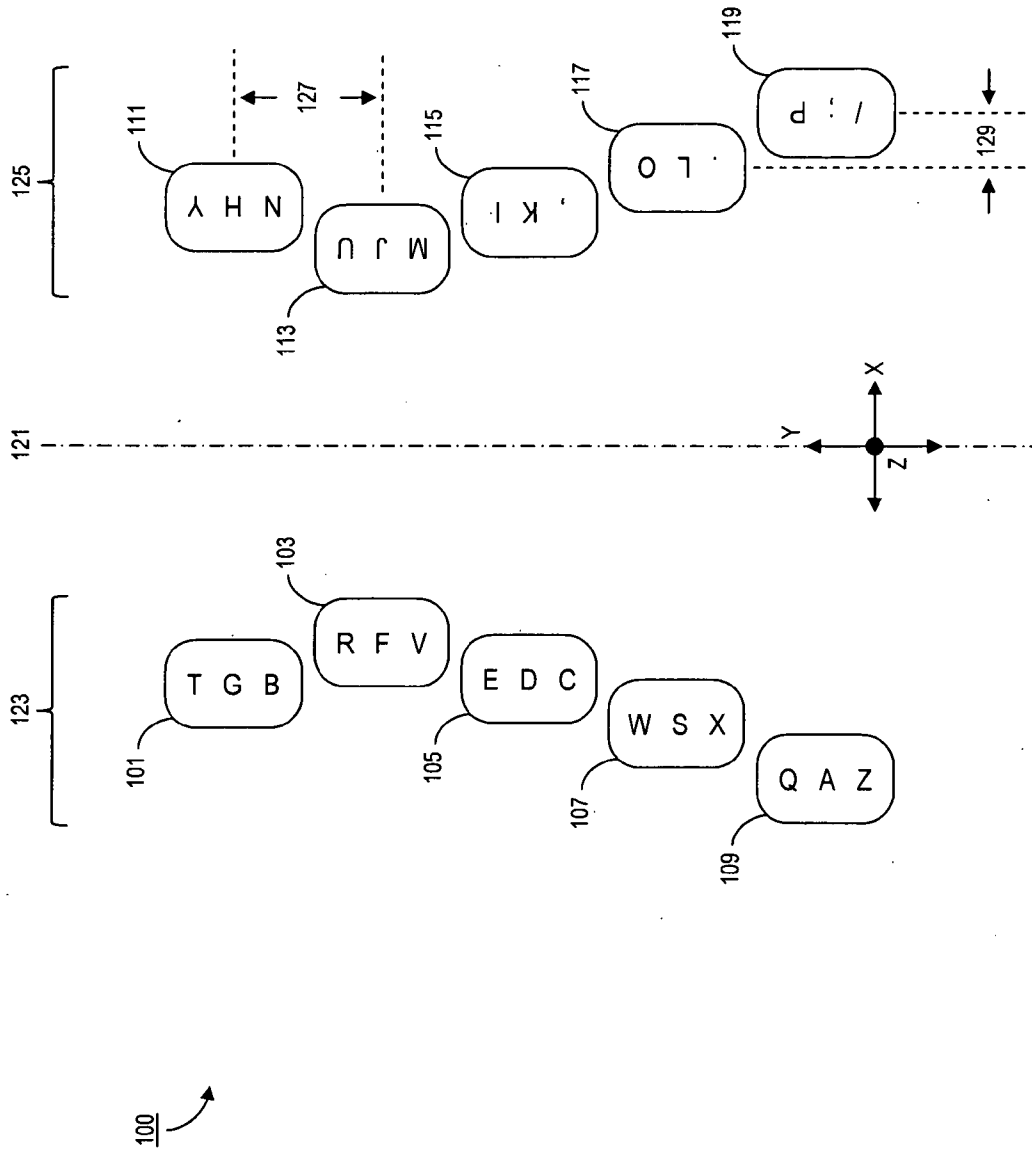 100
123
121
125
101
T G B
103
R F V
105
E D C
107
W S X
109
Q A Z
111
N H Y
113
M J U
115
, K I
117
. L O
119
/ ; P
127
129
Y
X
Z